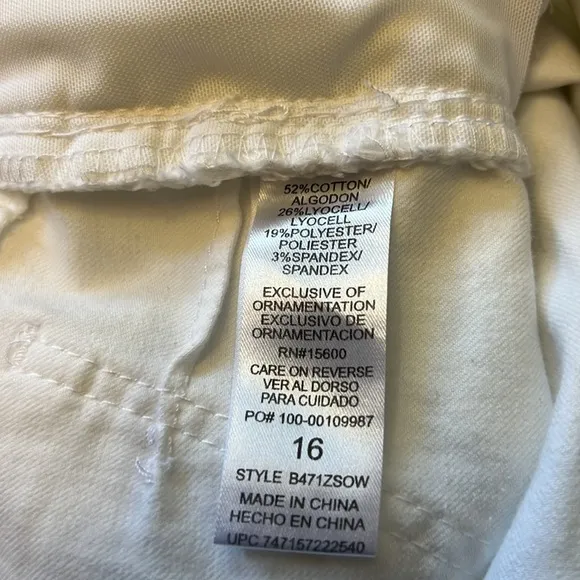 52%COTTON/
ALGODON
26%LYOCELL/
LYOCELL
19%POLYESTER/
POLIESTER
3%SPANDEX/
SPANDEX
EXCLUSIVE OF
ORNAMENTATION
EXCLUSIVO DE
ORNAMENTACION
RN#15600
CARE ON REVERSE
VER AL DORSO
PARA CUIDADO
PO# 100-00109987
16
STYLE B471ZSOW
MADE IN CHINA
HECHO EN CHINA
UPC 747157222540